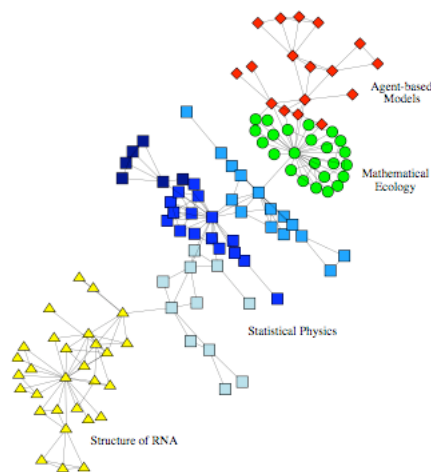 Agent-based
Models
Mathematical
Ecology
Statistical Physics
Structure of RNA